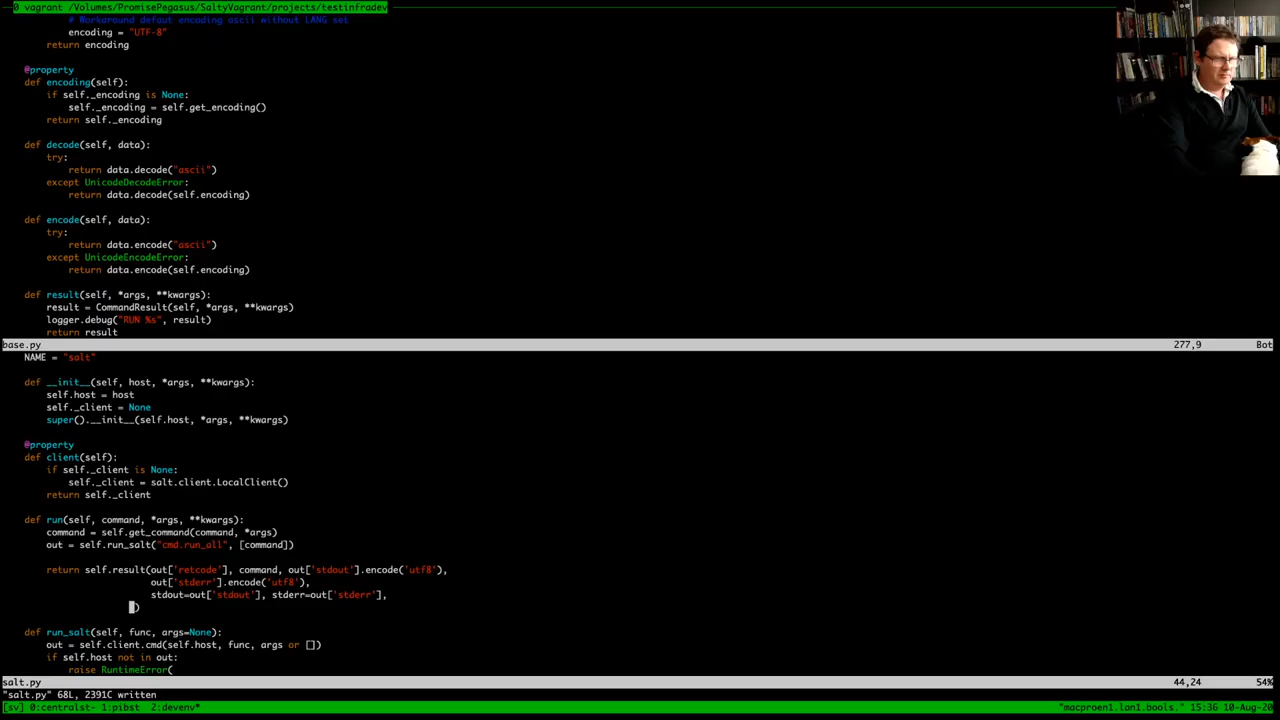 0 vagrant /Volumes/PromisePegasus/SaltyVagrant/projects/testinfradev
# Workaround defaut encoding ascii without LANG set
encoding = "UTF-8"
return encoding
@property
def encoding(self):
if self._encoding is None:
self._encoding = self.get_encoding()
return self._encoding
def decode(self, data):
try:
return data.decode("ascii")
except UnicodeDecodeError:
return data.decode(self.encoding)
def encode(self, data):
try:
return data.encode("ascii")
except UnicodeEncodeError:
return data.encode(self.encoding)
def result(self, *args, **kwargs):
result = CommandResult(self, *args, **kwargs)
logger.debug("RUN %s", result)
return result
base.py 277,9 Bot
NAME = "salt"
def __init__(self, host, *args, **kwargs):
self.host = host
self._client = None
super().__init__(self.host, *args, **kwargs)
@property
def client(self):
if self._client is None:
self._client = salt.client.LocalClient()
return self._client
def run(self, command, *args, **kwargs):
command = self.get_command(command, *args)
out = self.run_salt("cmd.run_all", [command])
return self.result(out['retcode'], command, out['stdout'].encode('utf8'),
out['stderr'].encode('utf8'),
stdout=out['stdout'], stderr=out['stderr'],
)
def run_salt(self, func, args=None):
out = self.client.cmd(self.host, func, args or [])
if self.host not in out:
raise RuntimeError(
salt.py 44,24 54%
"salt.py" 68L, 2391C written
[sv] 0:centralst- 1:pibst 2:devenv* "macproen1.lan1.bools." 15:36 10-Aug-20